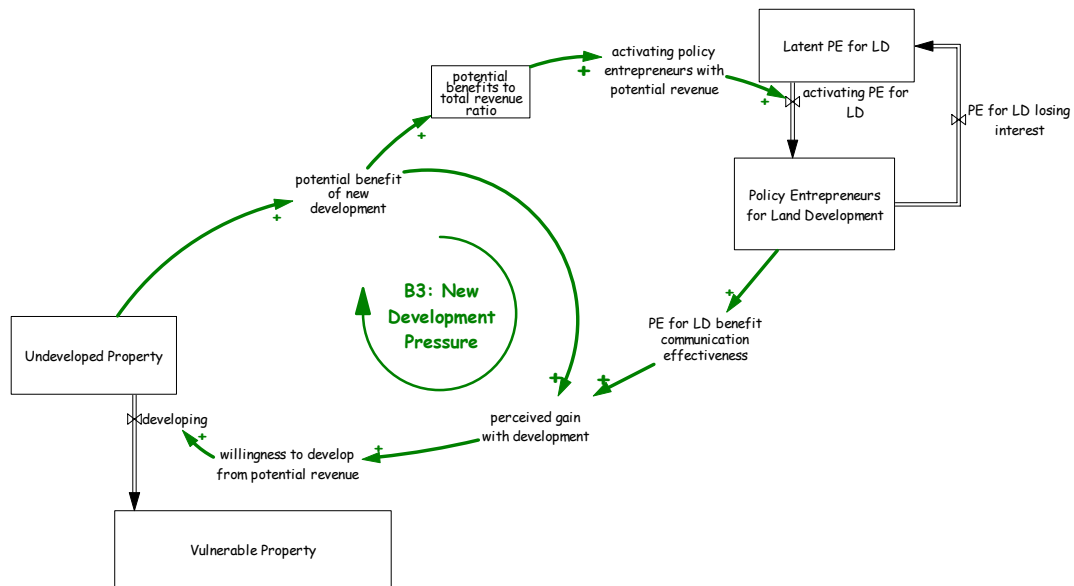 Latent PE for LD
activating policy
entrepreneurs with
potential revenue
potential
benefits to
total revenue
ratio
+
+
activating PE for
LD
PE for LD losing
interest
+
potential benefit
of new
development
Policy Entrepreneurs
for Land Development
+
B3: New
Development
Pressure
+
PE for LD benefit
communication
effectiveness
Undeveloped Property
+
+
perceived gain
with development
developing
+
+
willingness to develop
from potential revenue
Vulnerable Property